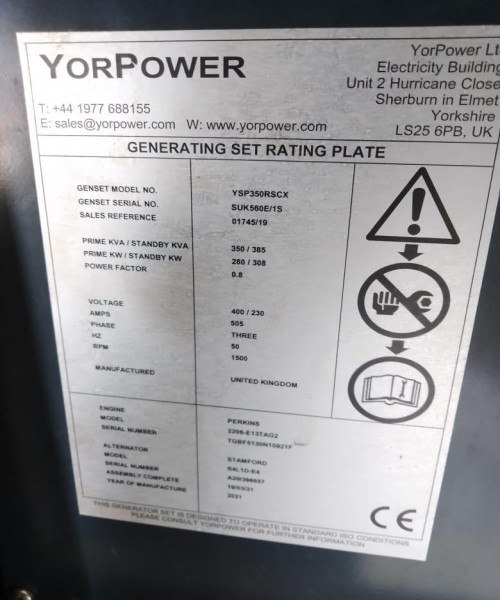 YORPOWER
YorPower Lt
Electricity Building
Unit 2 Hurricane Close
Sherburn in Elmet
Yorkshire
LS25 6PB, UK
T: +44 1977 688155
E: sales@yorpower.com W: www.yorpower.com
GENERATING SET RATING PLATE
GENSET MODEL NO. YSP350RSCX
GENSET SERIAL NO. SUK560E/1S
SALES REFERENCE 01745/19
PRIME KVA / STANDBY KVA 350 / 385
PRIME KW / STANDBY KW 280 / 308
POWER FACTOR 0.8
VOLTAGE 400 / 230
AMPS 505
PHASE THREE
HZ 50
RPM 1500
MANUFACTURED UNITED KINGDOM
ENGINE PERKINS
MODEL 2206-E13TAG2
SERIAL NUMBER
ALTERNATOR STAMFORD
MODEL S4L1D-E4
SERIAL NUMBER
ASSEMBLY COMPLETE
YEAR OF MANUFACTURE 2021
CE
THIS GENERATOR SET IS DESIGNED TO OPERATE IN STANDARD ISO CONDITIONS
PLEASE CONSULT YORPOWER FOR FURTHER INFORMATION